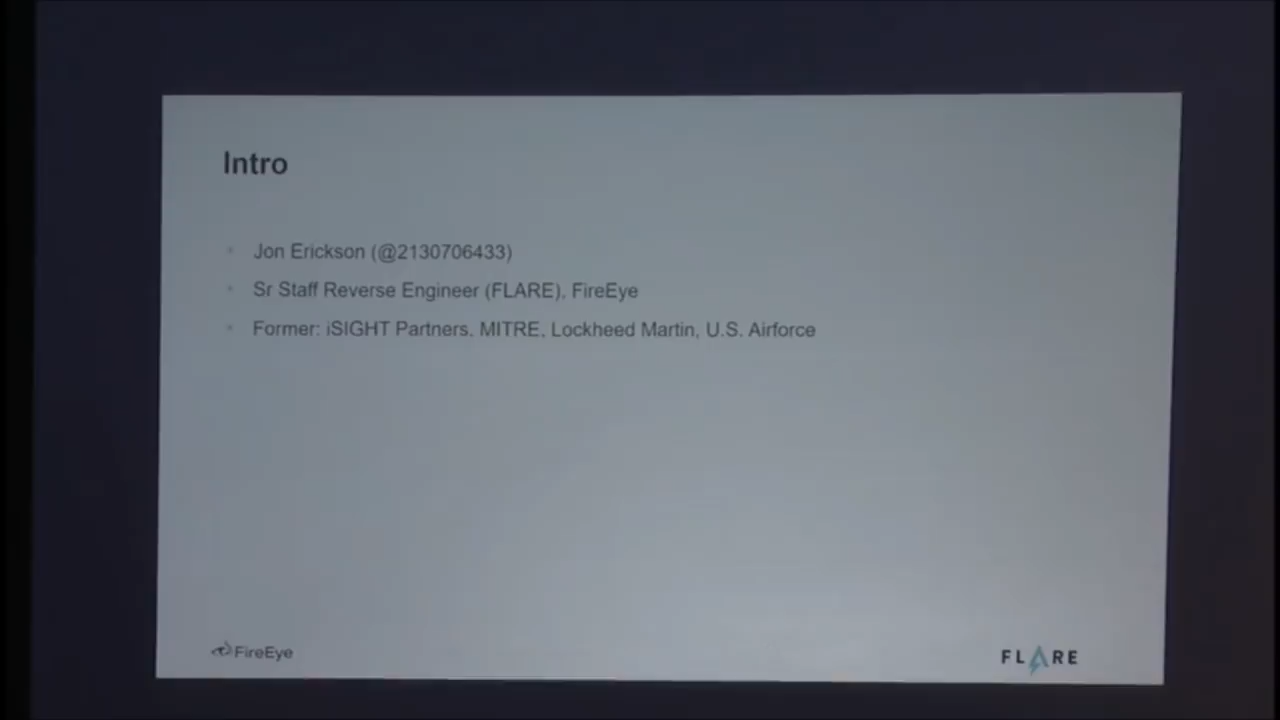 Intro
Jon Erickson (@2130706433)
Sr Staff Reverse Engineer (FLARE), FireEye
Former: iSIGHT Partners, MITRE, Lockheed Martin, U.S. Airforce
FireEye
FLARE